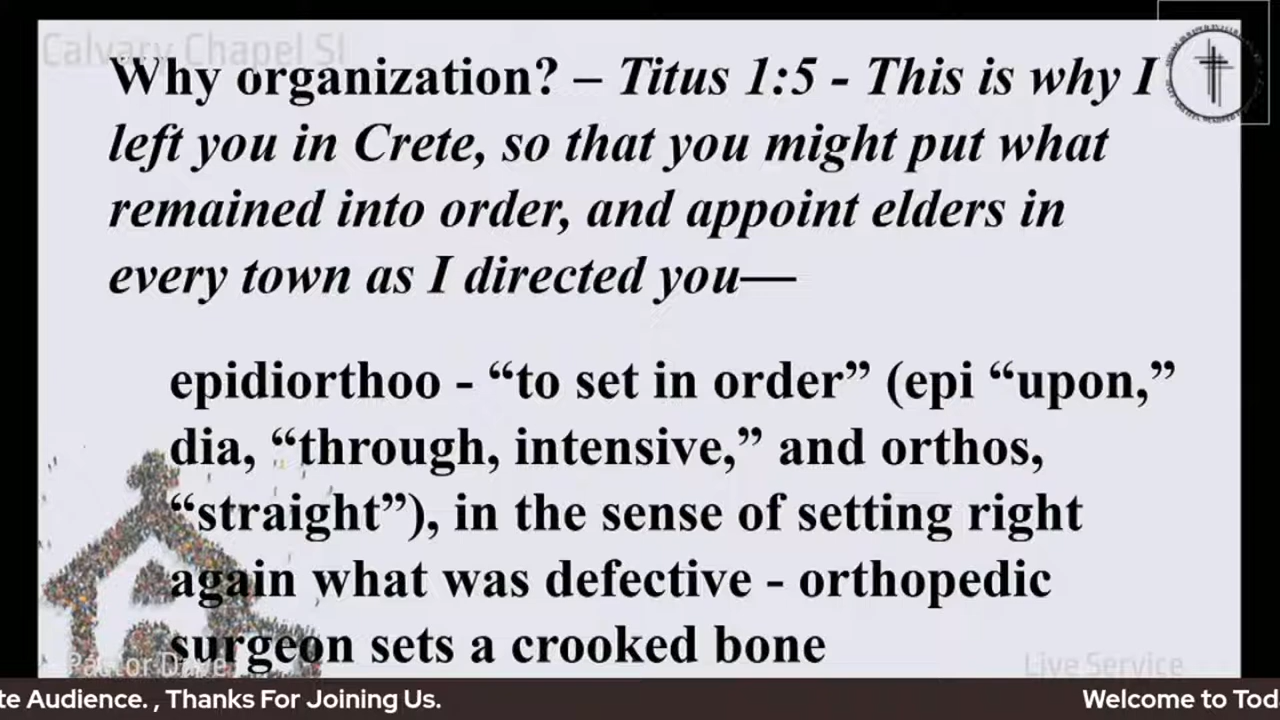 Calvary Chapel SI
Why organization? – Titus 1:5 - This is why I
left you in Crete, so that you might put what
remained into order, and appoint elders in
every town as I directed you—
epidiorthoo - “to set in order” (epi “upon,”
dia, “through, intensive,” and orthos,
“straight”), in the sense of setting right
again what was defective - orthopedic
surgeon sets a crooked bone
Pastor Dave
Live Service
te Audience. , Thanks For Joining Us.
Welcome to Tod